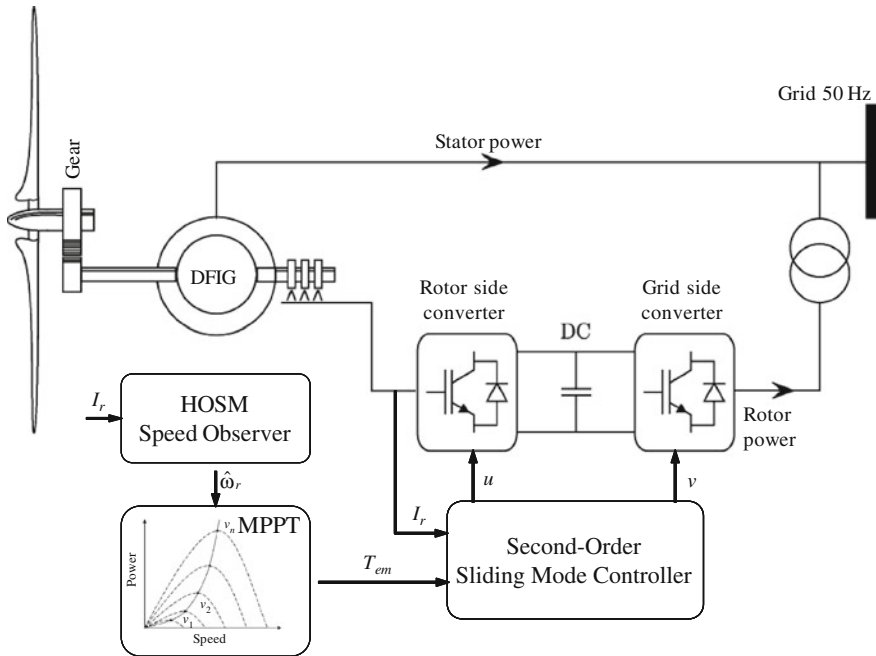 Grid 50 Hz
Stator power
Gear
DFIG
Rotor side
converter
DC
Grid side
converter
Rotor
power
I_r
HOSM
Speed Observer
ω̂_r
u
v
I_r
v_n MPPT
Power
v_2
v_1
Speed
T_em
Second-Order
Sliding Mode Controller